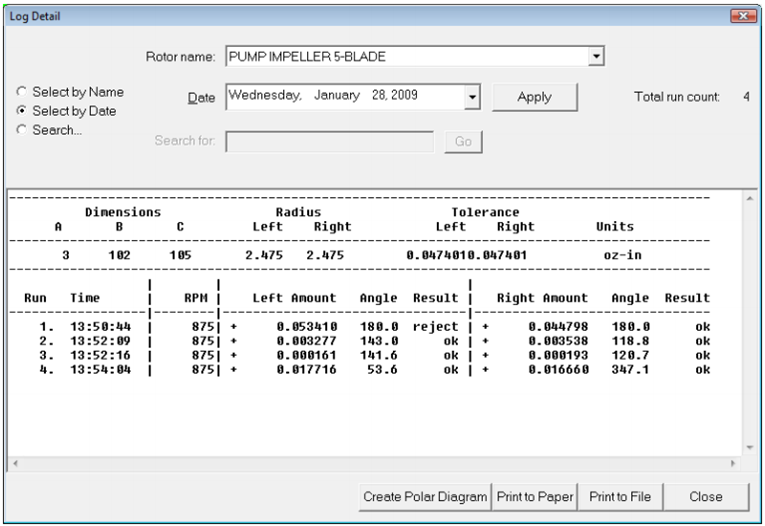 Log Detail
Rotor name: PUMP IMPELLER 5-BLADE
Select by Name
Select by Date
Search...
Date Wednesday, January 28, 2009 Apply Total run count: 4
Search for: Go
Dimensions Radius Tolerance
A B C Left Right Left Right Units
3 102 105 2.475 2.475 0.0474010.047401 oz-in
Run Time | RPM | Left Amount Angle Result | Right Amount Angle Result
1. 13:50:44 | 875| + 0.053410 180.0 reject | + 0.044798 180.0 ok
2. 13:52:09 | 875| + 0.003277 143.0 ok | + 0.003538 118.8 ok
3. 13:52:16 | 875| + 0.000161 141.6 ok | + 0.000193 120.7 ok
4. 13:54:04 | 875| + 0.017716 53.6 ok | + 0.016660 347.1 ok
Create Polar Diagram Print to Paper Print to File Close